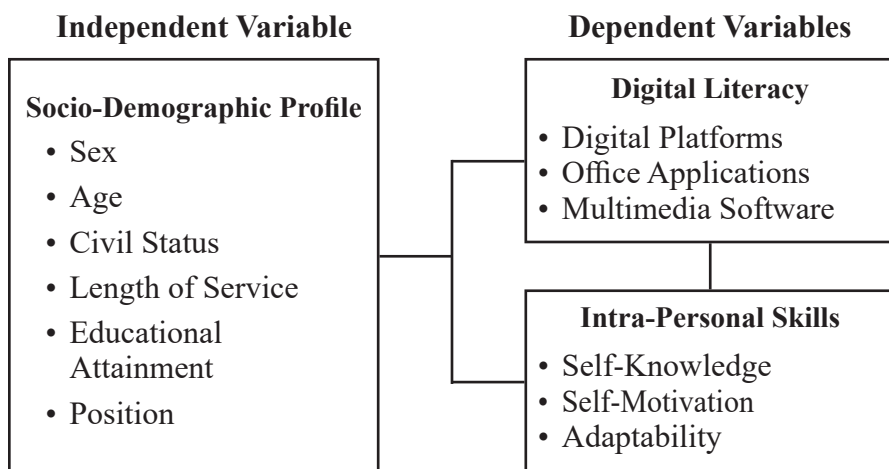 Independent Variable
Socio-Demographic Profile
• Sex
• Age
• Civil Status
• Length of Service
• Educational
Attainment
• Position
Dependent Variables
Digital Literacy
• Digital Platforms
• Office Applications
• Multimedia Software
Intra-Personal Skills
• Self-Knowledge
• Self-Motivation
• Adaptability